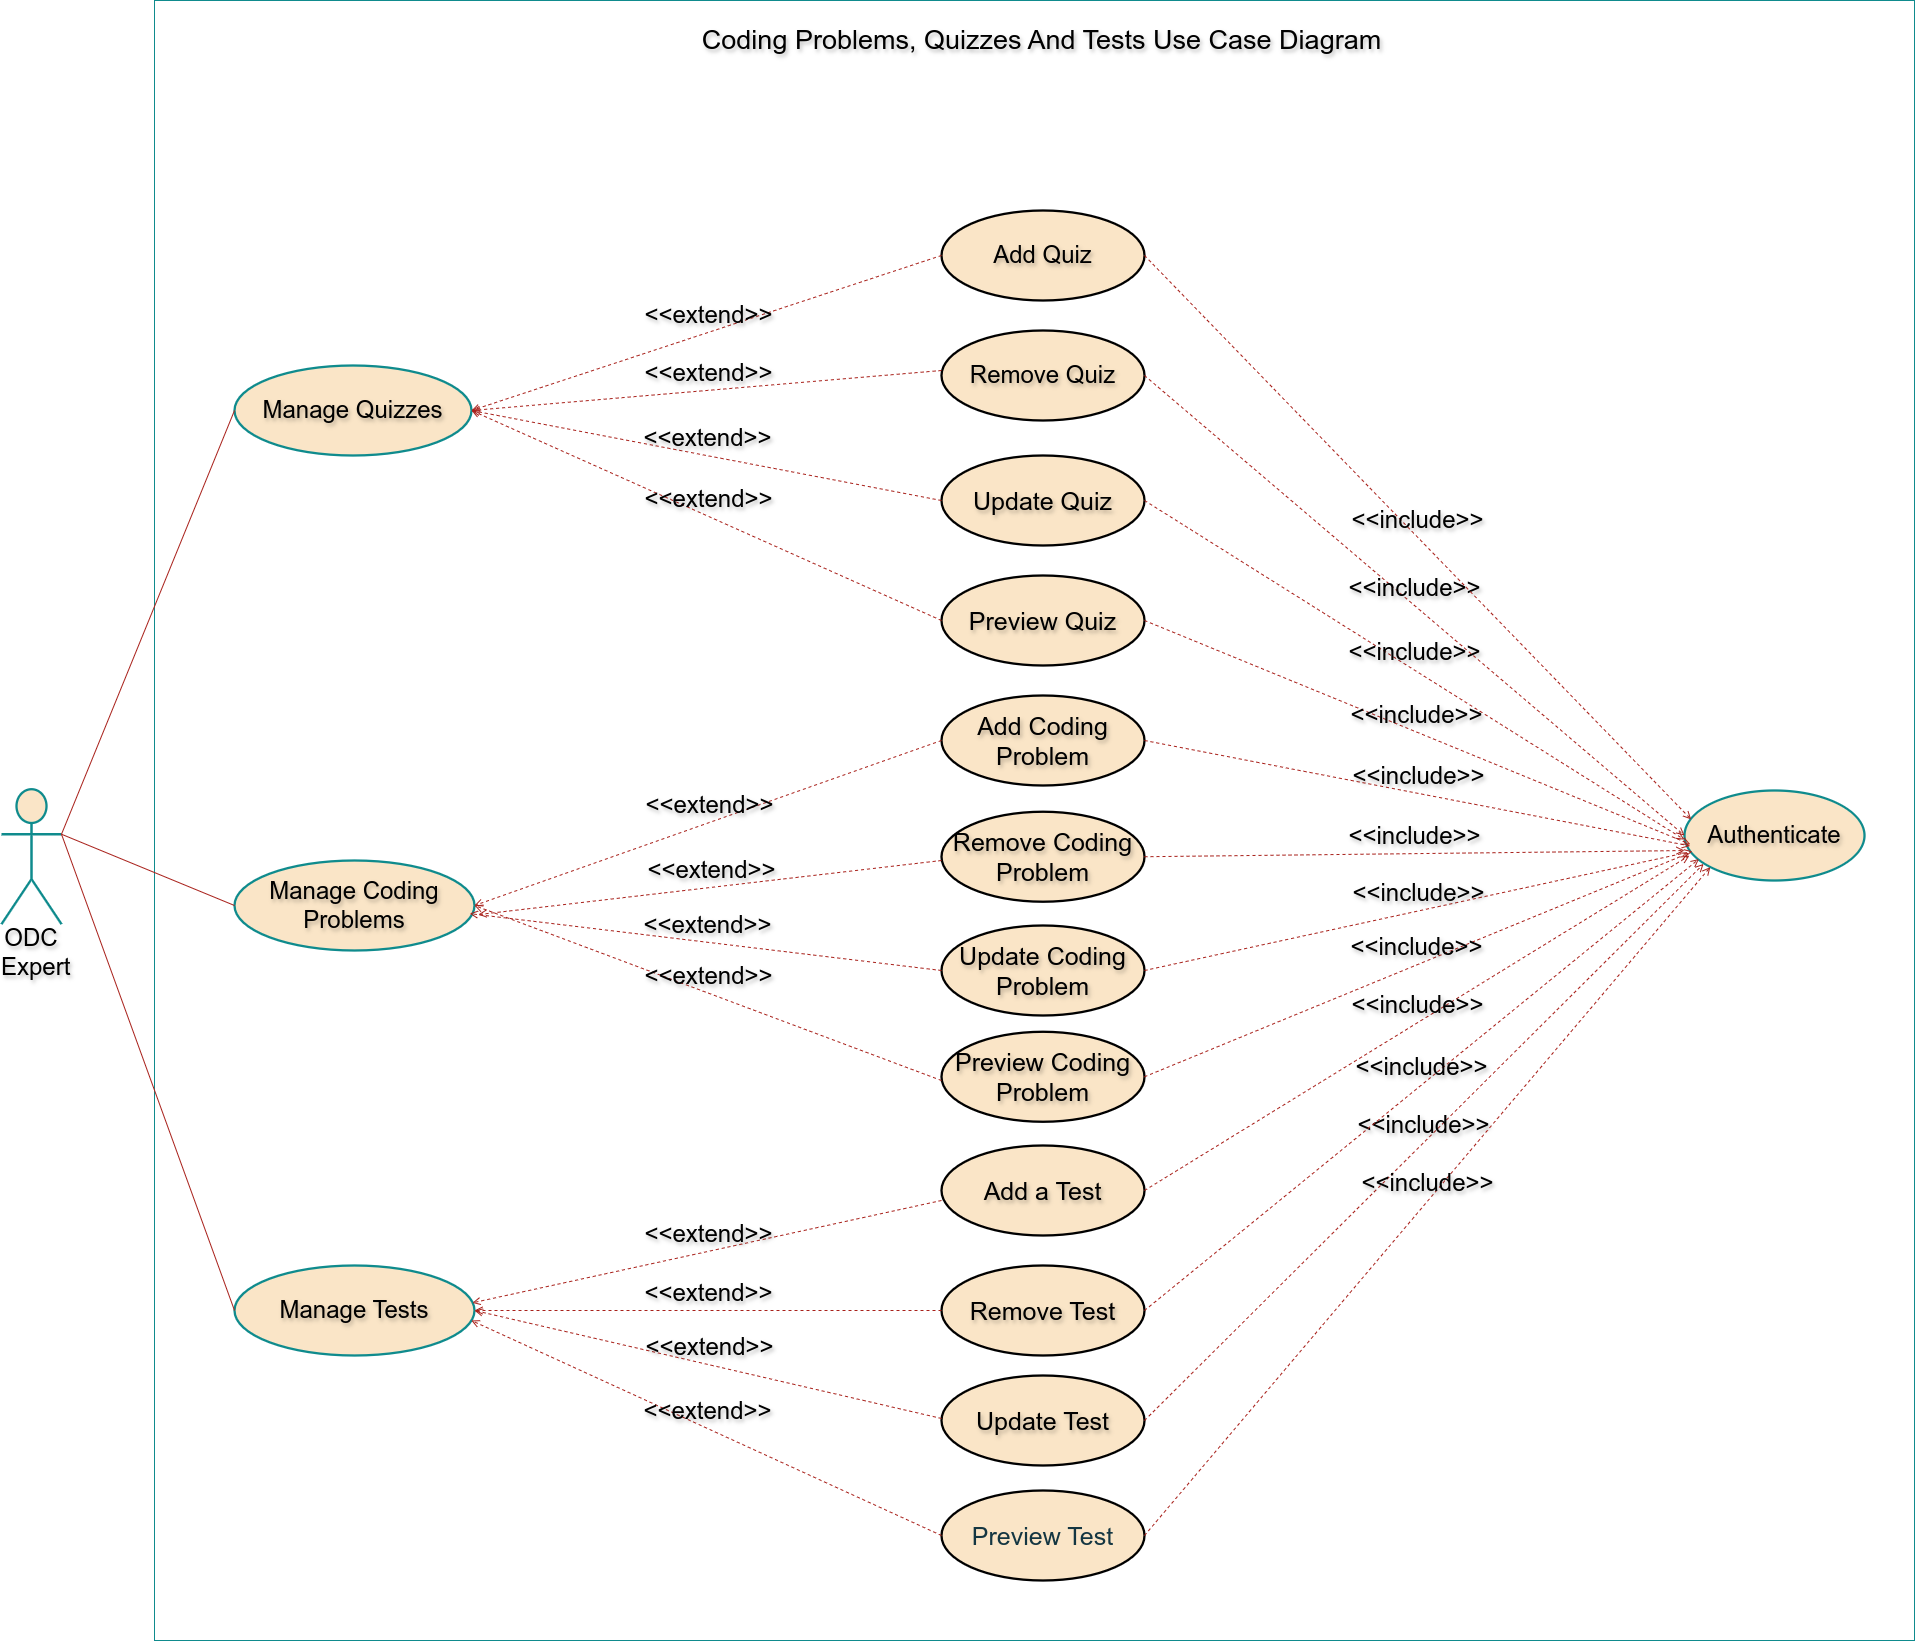 Coding Problems, Quizzes And Tests Use Case Diagram
Add Quiz
<<extend>>
Remove Quiz
<<extend>>
Manage Quizzes
<<extend>>
<<extend>>
Update Quiz
<<include>>
<<include>>
Preview Quiz
<<include>>
<<include>>
Add Coding
Problem
<<include>>
<<extend>>
Remove Coding
Problem
<<include>>
Authenticate
<<extend>>
Manage Coding
Problems
<<include>>
<<extend>>
ODC
Expert
Update Coding
Problem
<<include>>
<<extend>>
<<include>>
Preview Coding
Problem
<<include>>
<<include>>
Add a Test
<<include>>
<<extend>>
<<extend>>
Manage Tests
Remove Test
<<extend>>
<<extend>>
Update Test
Preview Test